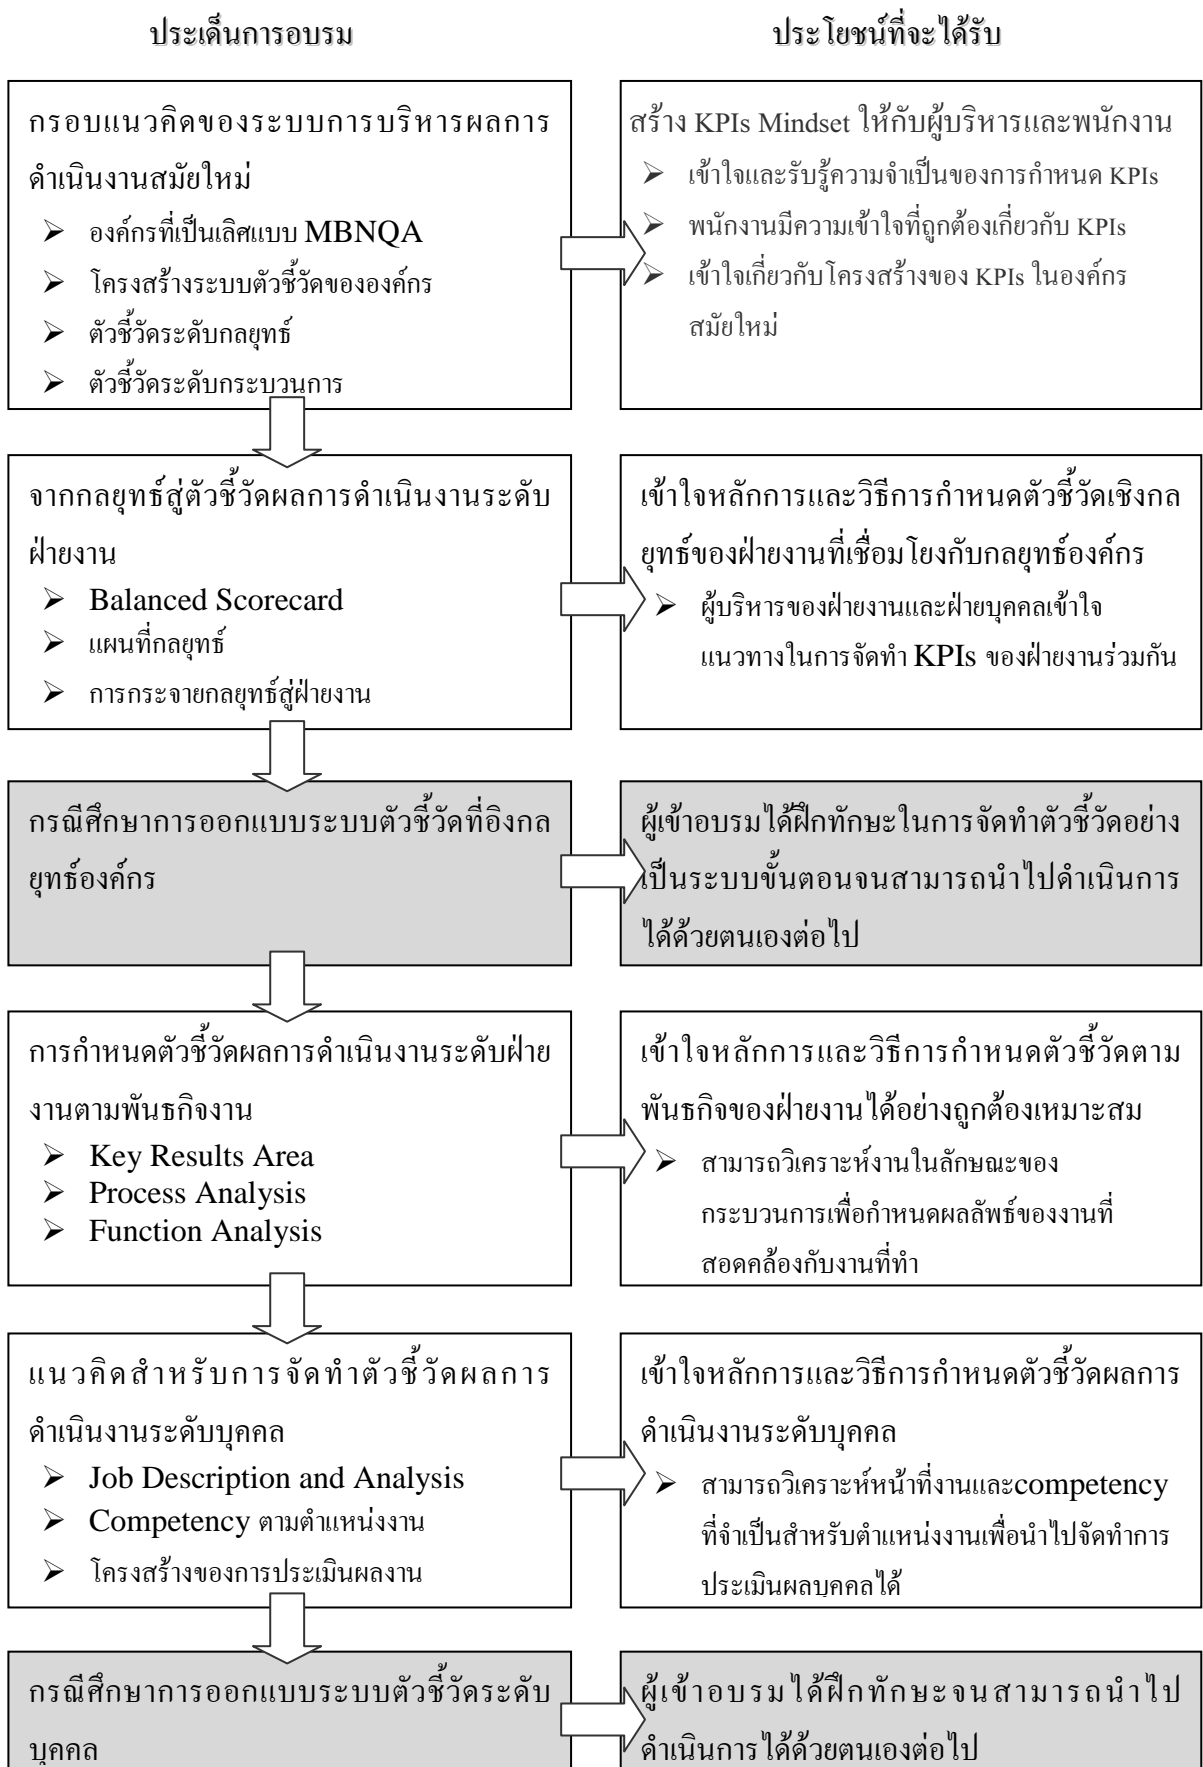 ประเด็นการอบรม
ประโยชน์ที่จะได้รับ
กรอบแนวคิดของระบบการบริหารผลการ
ดำเนินงานสมัยใหม่
➢ องค์กรที่เป็นเลิศแบบ MBNQA
➢ โครงสร้างระบบตัวชี้วัดขององค์กร
➢ ตัวชี้วัดระดับกลยุทธ์
➢ ตัวชี้วัดระดับกระบวนการ
สร้าง KPIs Mindset ให้กับผู้บริหารและพนักงาน
➢ เข้าใจและรับรู้ความจำเป็นของการกำหนด KPIs
➢ พนักงานมีความเข้าใจที่ถูกต้องเกี่ยวกับ KPIs
➢ เข้าใจเกี่ยวกับโครงสร้างของ KPIs ในองค์กร
สมัยใหม่
จากกลยุทธ์สู่ตัวชี้วัดผลการดำเนินงานระดับ
ฝ่ายงาน
➢ Balanced Scorecard
➢ แผนที่กลยุทธ์
➢ การกระจายกลยุทธ์สู่ฝ่ายงาน
เข้าใจหลักการและวิธีการกำหนดตัวชี้วัดเชิงกล
ยุทธ์ของฝ่ายงานที่เชื่อมโยงกับกลยุทธ์องค์กร
➢ ผู้บริหารของฝ่ายงานและฝ่ายบุคคลเข้าใจ
แนวทางในการจัดทำ KPIs ของฝ่ายงานร่วมกัน
กรณีศึกษาการออกแบบระบบตัวชี้วัดที่อิงกล
ยุทธ์องค์กร
ผู้เข้าอบรมได้ฝึกทักษะในการจัดทำตัวชี้วัดอย่าง
เป็นระบบขั้นตอนจนสามารถนำไปดำเนินการ
ได้ด้วยตนเองต่อไป
การกำหนดตัวชี้วัดผลการดำเนินงานระดับฝ่าย
งานตามพันธกิจงาน
➢ Key Results Area
➢ Process Analysis
➢ Function Analysis
เข้าใจหลักการและวิธีการกำหนดตัวชี้วัดตาม
พันธกิจของฝ่ายงานได้อย่างถูกต้องเหมาะสม
➢ สามารถวิเคราะห์งานในลักษณะของ
กระบวนการเพื่อกำหนดผลลัพธ์ของงานที่
สอดคล้องกับงานที่ทำ
แนวคิดสำหรับการจัดทำตัวชี้วัดผลการ
ดำเนินงานระดับบุคคล
➢ Job Description and Analysis
➢ Competency ตามตำแหน่งงาน
➢ โครงสร้างของการประเมินผลงาน
เข้าใจหลักการและวิธีการกำหนดตัวชี้วัดผลการ
ดำเนินงานระดับบุคคล
➢ สามารถวิเคราะห์หน้าที่งานและcompetency
ที่จำเป็นสำหรับตำแหน่งงานเพื่อนำไปจัดทำการ
ประเมินผลบุคคลได้
กรณีศึกษาการออกแบบระบบตัวชี้วัดระดับ
บุคคล
ผู้เข้าอบรมได้ฝึกทักษะจนสามารถนำไป
ดำเนินการได้ด้วยตนเองต่อไป